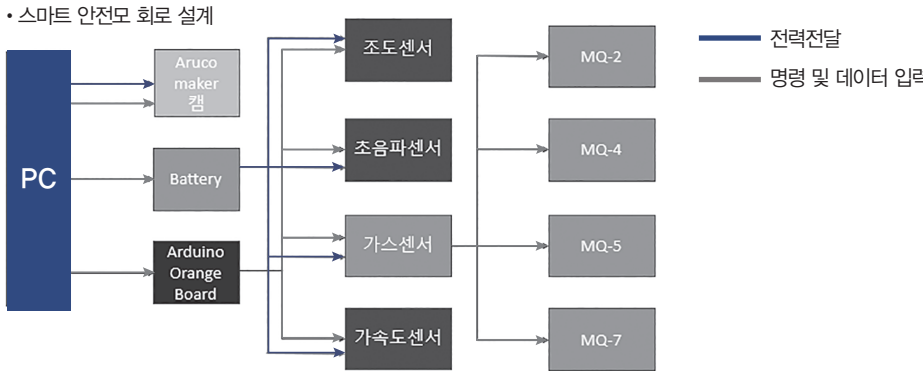 • 스마트 안전모 회로 설계
PC
Aruco
maker
캠
Battery
Arduino
Orange
Board
조도센서
초음파센서
가스센서
가속도센서
MQ-2
MQ-4
MQ-5
MQ-7
전력전달
명령 및 데이터 입력